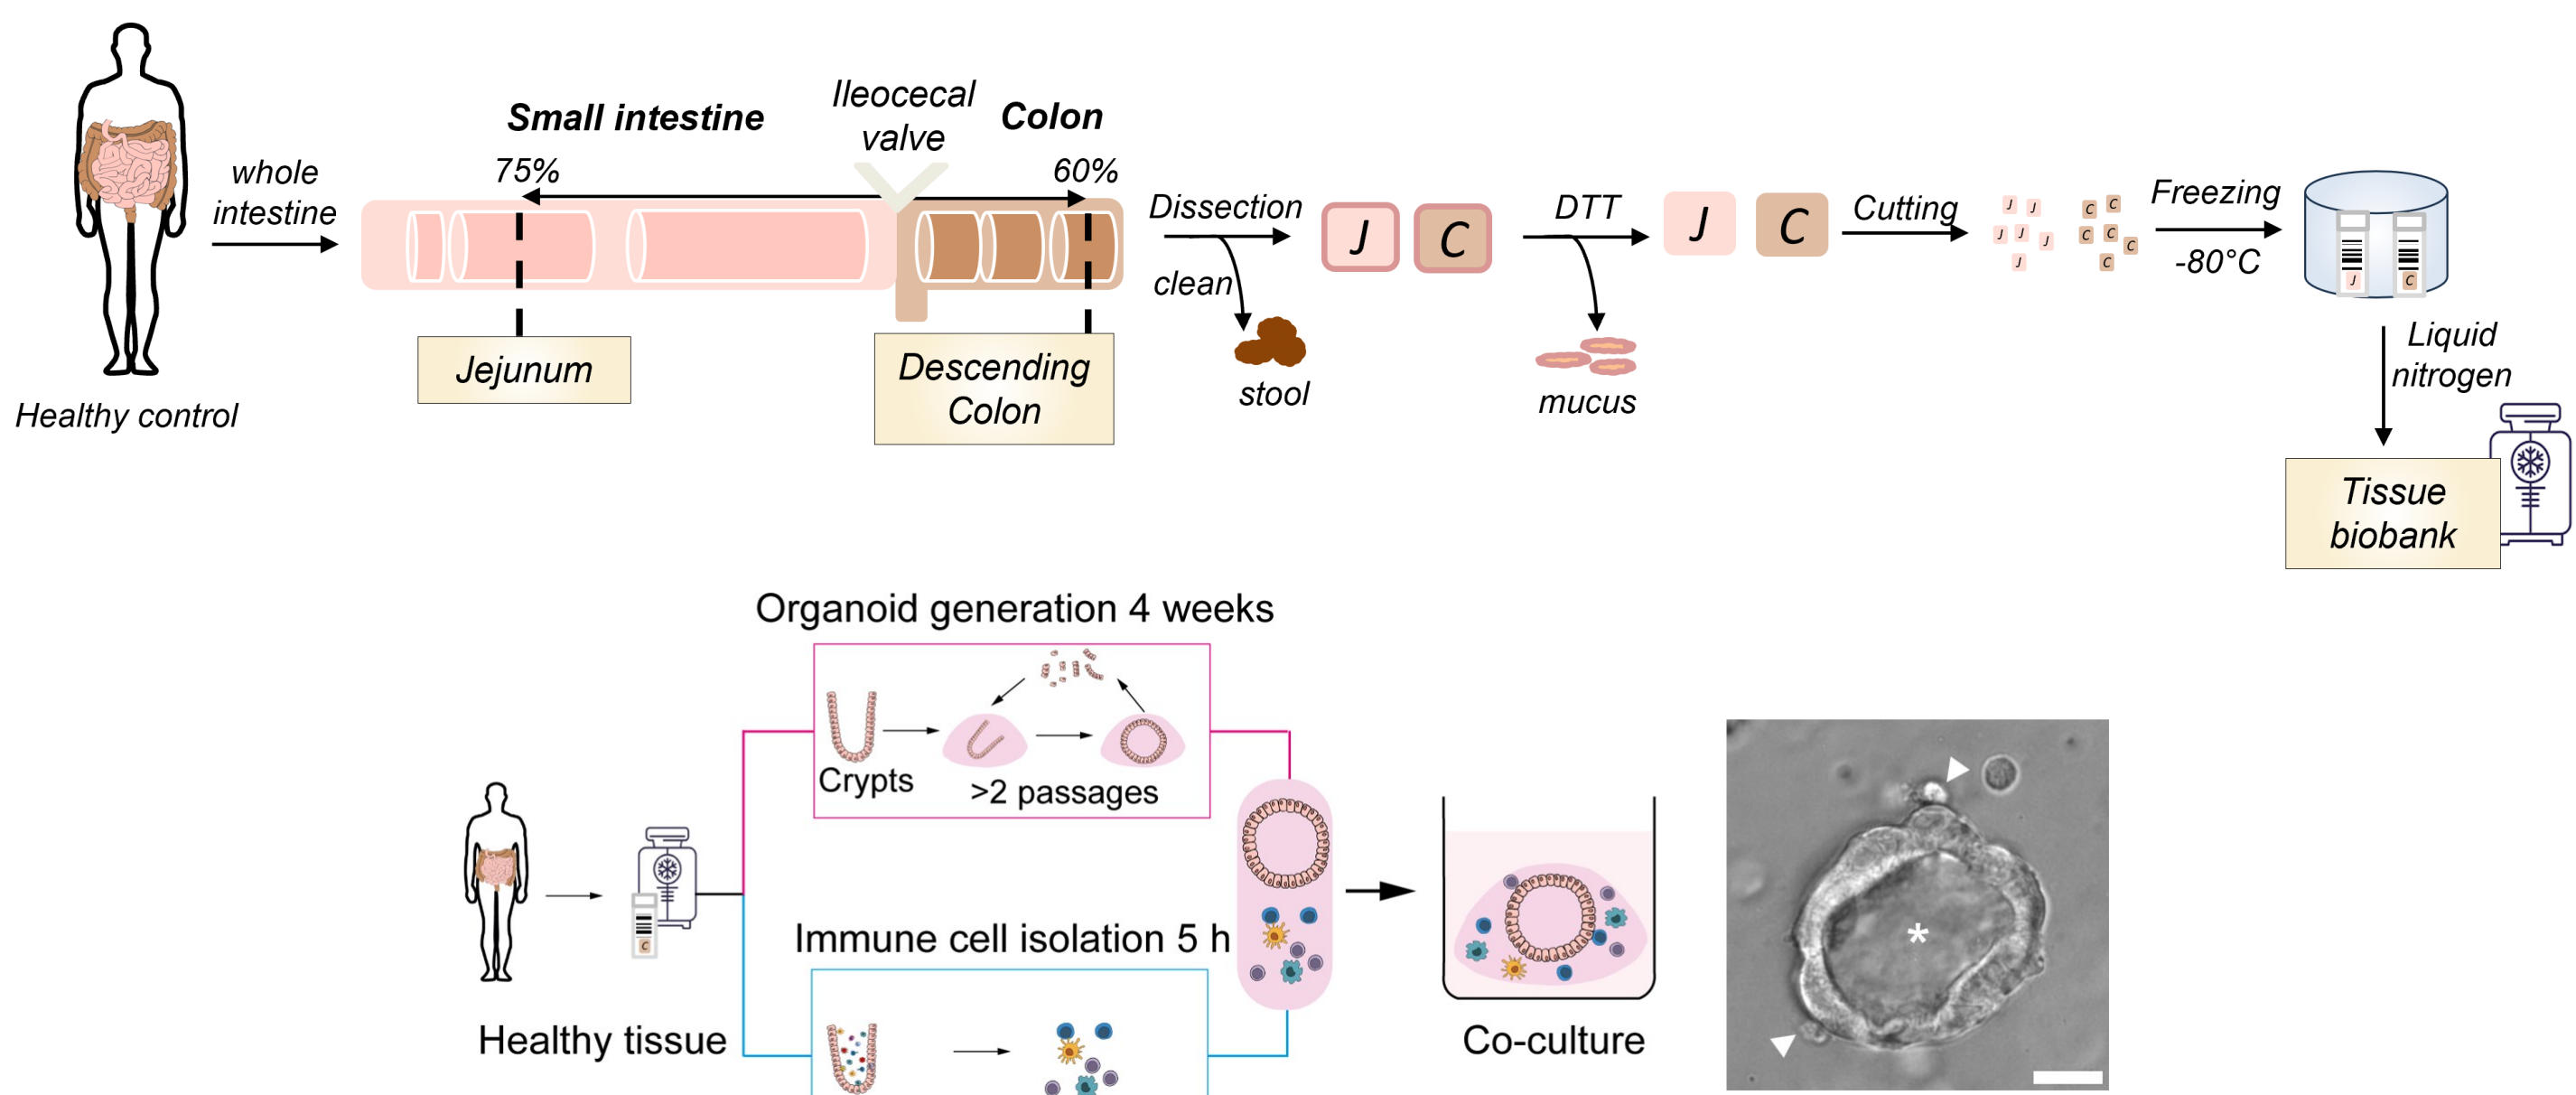 Small intestine
Ileocecal
valve
Colon
75%
60%
whole
intestine
Healthy control
Jejunum
Descending
Colon
Dissection
clean
stool
J
C
DTT
mucus
J
C
Cutting
J
J
J
J
J
J
C
C
C
C
C
C
Freezing
-80°C
J
C
Liquid
nitrogen
Tissue
biobank
Organoid generation 4 weeks
Crypts
>2 passages
Immune cell isolation 5 h
C
Healthy tissue
Co-culture
*